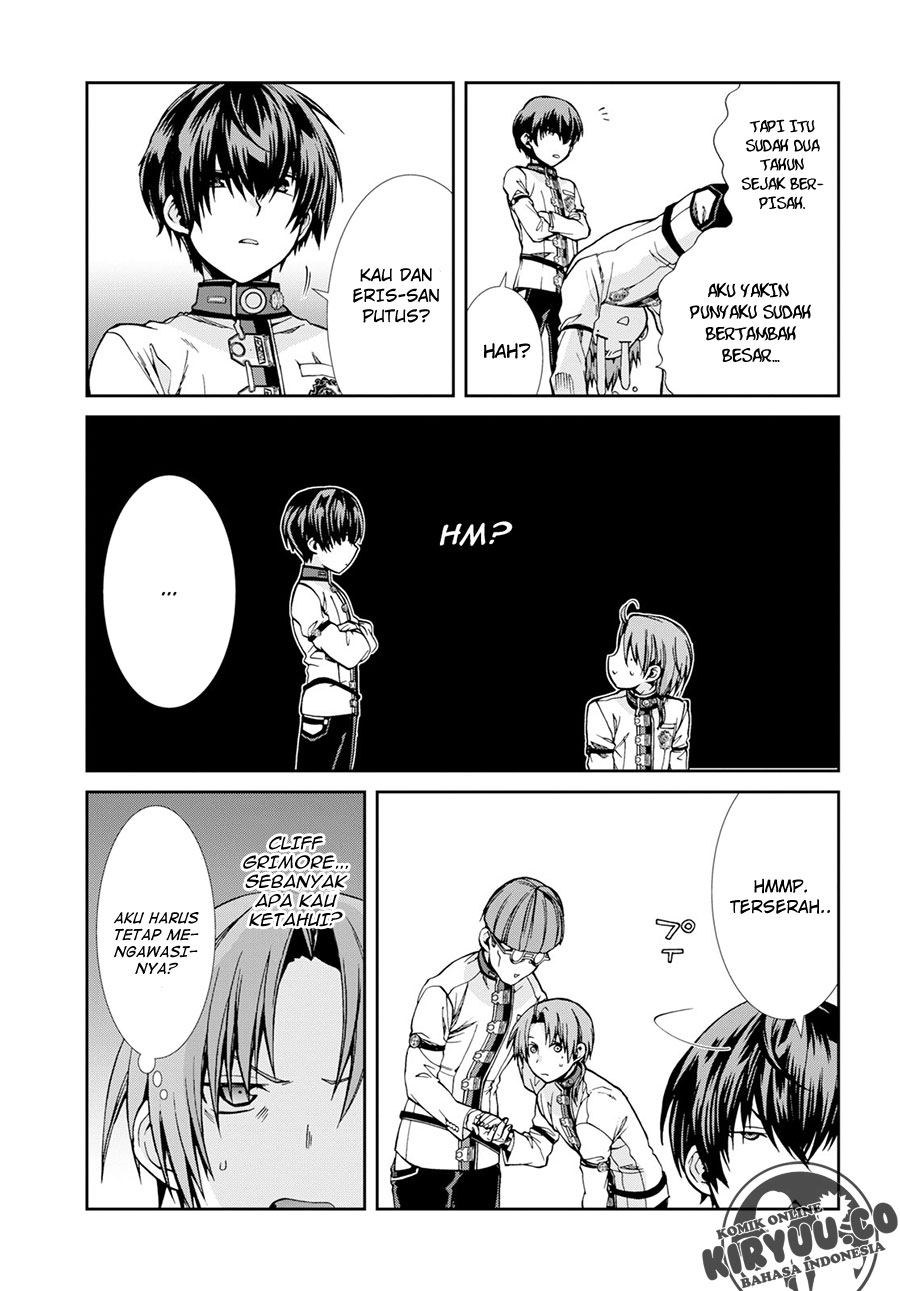 TAPI ITU
SUDAH DUA
TAHUN
SEJAK BER-
PISAH.
AKU YAKIN
PUNYAKU SUDAH
BERTAMBAH
BESAR...
HAH?
KAU DAN
ERIS-SAN
PUTUS?
HM?
...
HMMP.
TERSERAH..
プイ
CLIFF
GRIMORE...
SEBANYAK
APA KAU
KETAHUI?
AKU HARUS
TETAP ME-
NGAWASI-
NYA?
KOMIK ONLINE
KIRYUU.CO
BAHASA INDONESIA